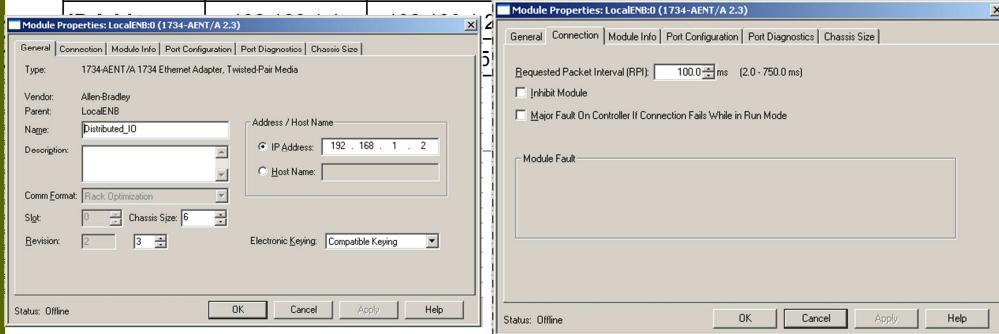 Module Properties: LocalENB:0 (1734-AENT/A 2.3)
General Connection Module Info Port Configuration Port Diagnostics Chassis Size
Type: 1734-AENT/A 1734 Ethernet Adapter, Twisted-Pair Media
Vendor: Allen-Bradley
Parent: LocalENB
Name: Distributed_IO
Description:
Comm Format: Rack Optimization
Slot: 0 Chassis Size: 6
Revision: 2 3
Address / Host Name
IP Address: 192 . 168 . 1 . 2
Host Name:
Electronic Keying: Compatible Keying
Status: Offline
OK Cancel Apply Help
Module Properties: LocalENB:0 (1734-AENT/A 2.3)
General Connection Module Info Port Configuration Port Diagnostics Chassis Size
Requested Packet Interval (RPI): 100.0 ms (2.0 - 750.0 ms)
Inhibit Module
Major Fault On Controller If Connection Fails While in Run Mode
Module Fault
Status: Offline
OK Cancel Apply Help